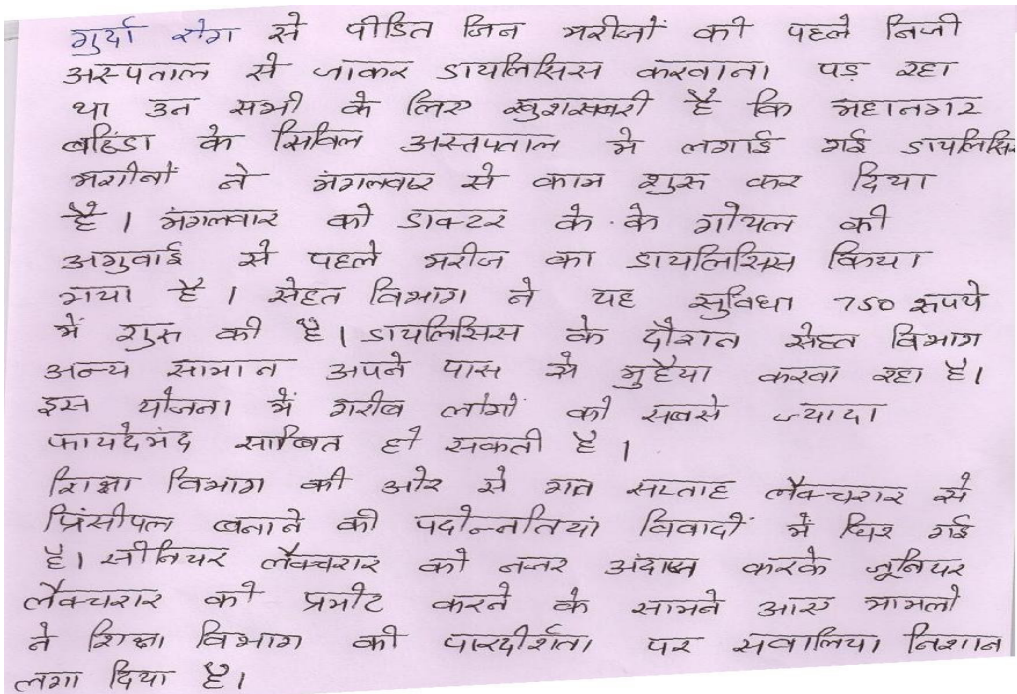 गुर्दा रोग से पीडित जिन मरीजों को पहले निजी
अस्पताल से जाकर डायलिसिस करवाना पड़ रहा
था उन सभी के लिए खुशखबरी है कि महानगर
बठिंडा के सिविल अस्तपताल मे लगाई गई डायलिसि
मशीनों ने मंगलवार से काम शुरू कर दिया
है । मंगलवार को डाक्टर के.के गोयल की
अगुवाई से पहले मरीज का डायलिसिस किया
गया है । सेहत विभाग ने यह सुविधा 750 रूपये
में शुरू की है । डायलिसिस के दौरान सेहत विभाग
अन्य सामान अपने पास से मुहैया करवा रहा है।
इस योजना में गरीब लोगों को सबसे ज्यादा
फायदेमंद साबित हो सकती है ।
शिक्षा विभाग की ओर से गत सप्ताह लैक्चरार से
प्रिंसीपल बनाने की पदोन्नतियां विवादों में घिर गई
है। सीनियर लैक्चरार को नजर अंदाज करके जूनियर
लैक्चरार को प्रमोट करने के सामने आए मामलो
ने शिक्षा विभाग की पारदर्शिता पर सवालिया निशान
लगा दिया है।